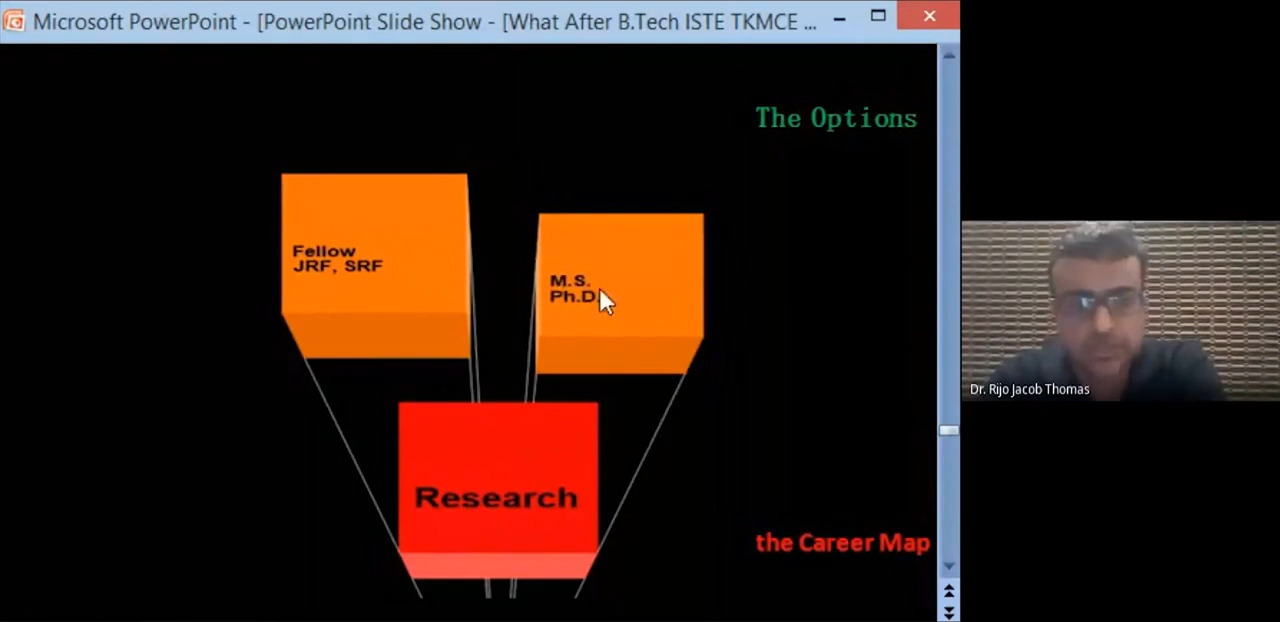 Microsoft PowerPoint - [PowerPoint Slide Show - [What After B.Tech ISTE TKMCE ...
The Options
Fellow
JRF, SRF
M.S.
Ph.D.
Research
the Career Map
Dr. Rijo Jacob Thomas